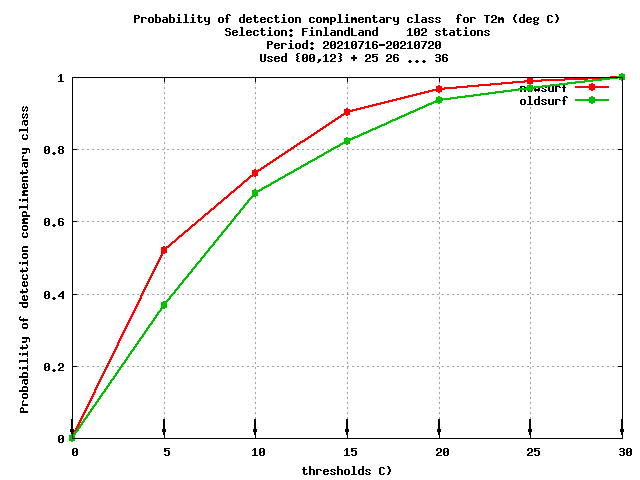 Probability of detection complimentary class  for T2m (deg C)
Selection: FinlandLand    102 stations
Period: 20210716-20210720
Used {00,12} + 25 26 ... 36
Probability of detection complimentary class
1
0.8
0.6
0.4
0.2
0
newsurf
oldsurf
0 5 10 15 20 25 30
thresholds C)